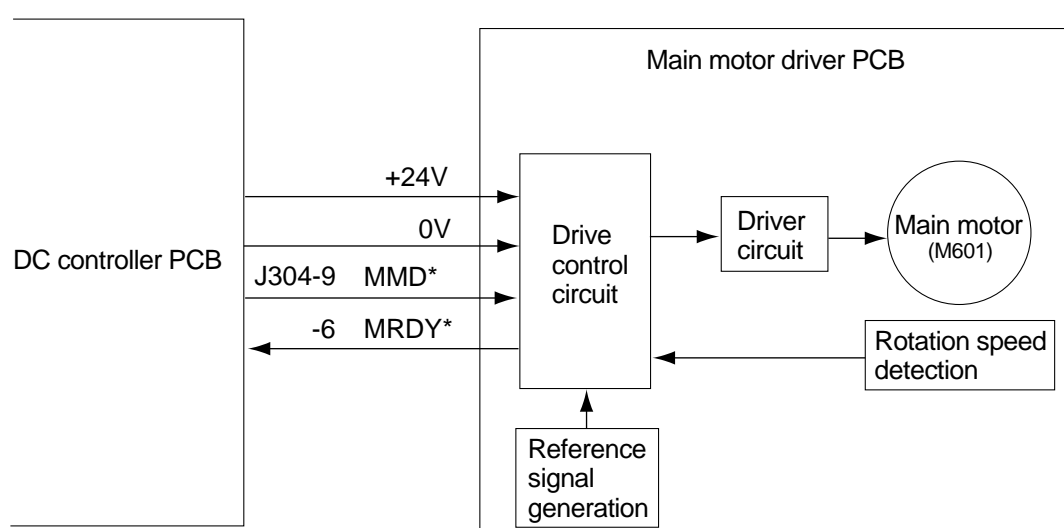 Main motor driver PCB
DC controller PCB
+24V
0V
J304-9 MMD*
-6 MRDY*
Drive
control
circuit
Driver
circuit
Main motor
(M601)
Rotation speed
detection
Reference
signal
generation